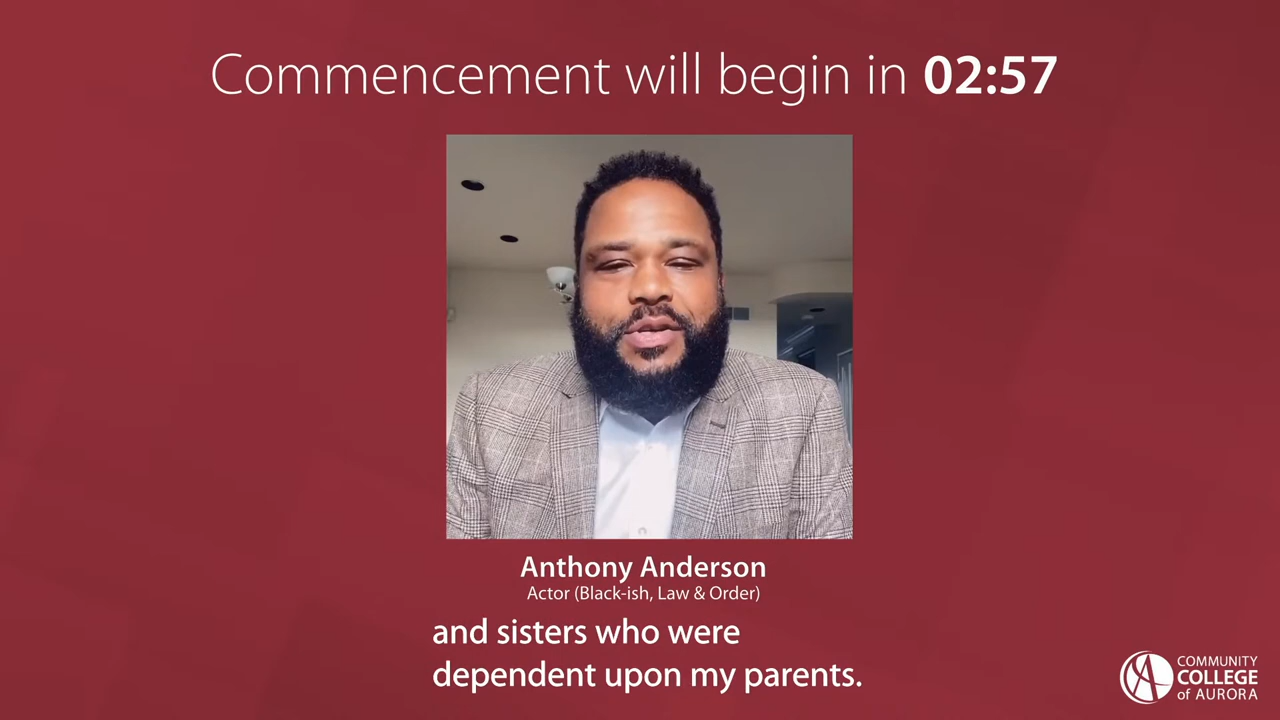 Commencement will begin in 02:57
Anthony Anderson
Actor (Black-ish, Law & Order)
and sisters who were
dependent upon my parents.
COMMUNITY
COLLEGE
of AURORA